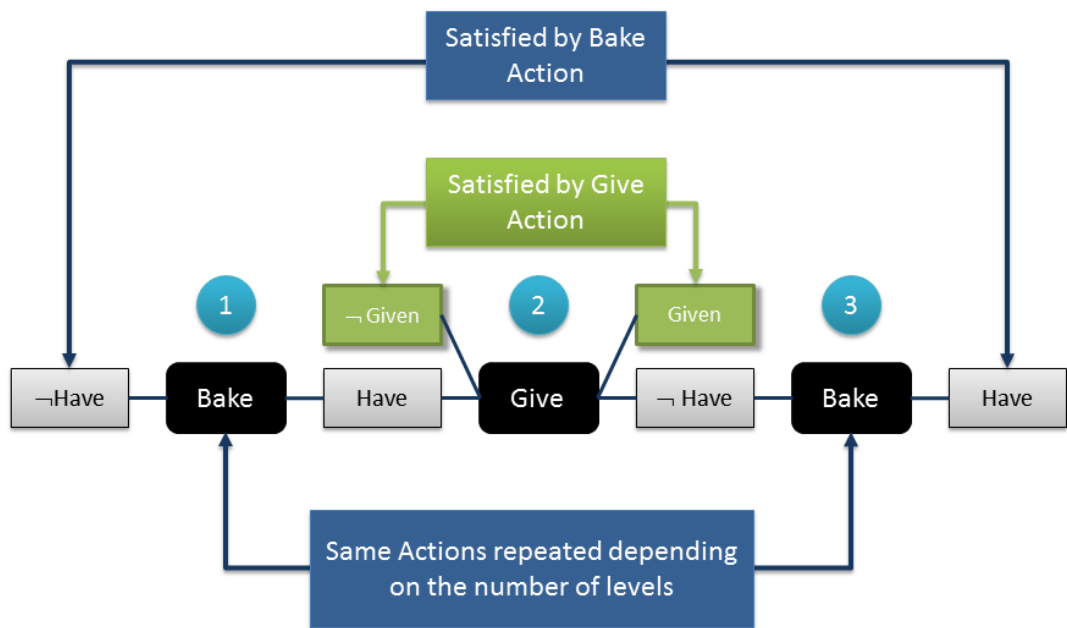 Satisfied by Bake
Action
Satisfied by Give
Action
1
2
3
¬ Given
Given
¬Have
Bake
Have
Give
¬ Have
Bake
Have
Same Actions repeated depending
on the number of levels